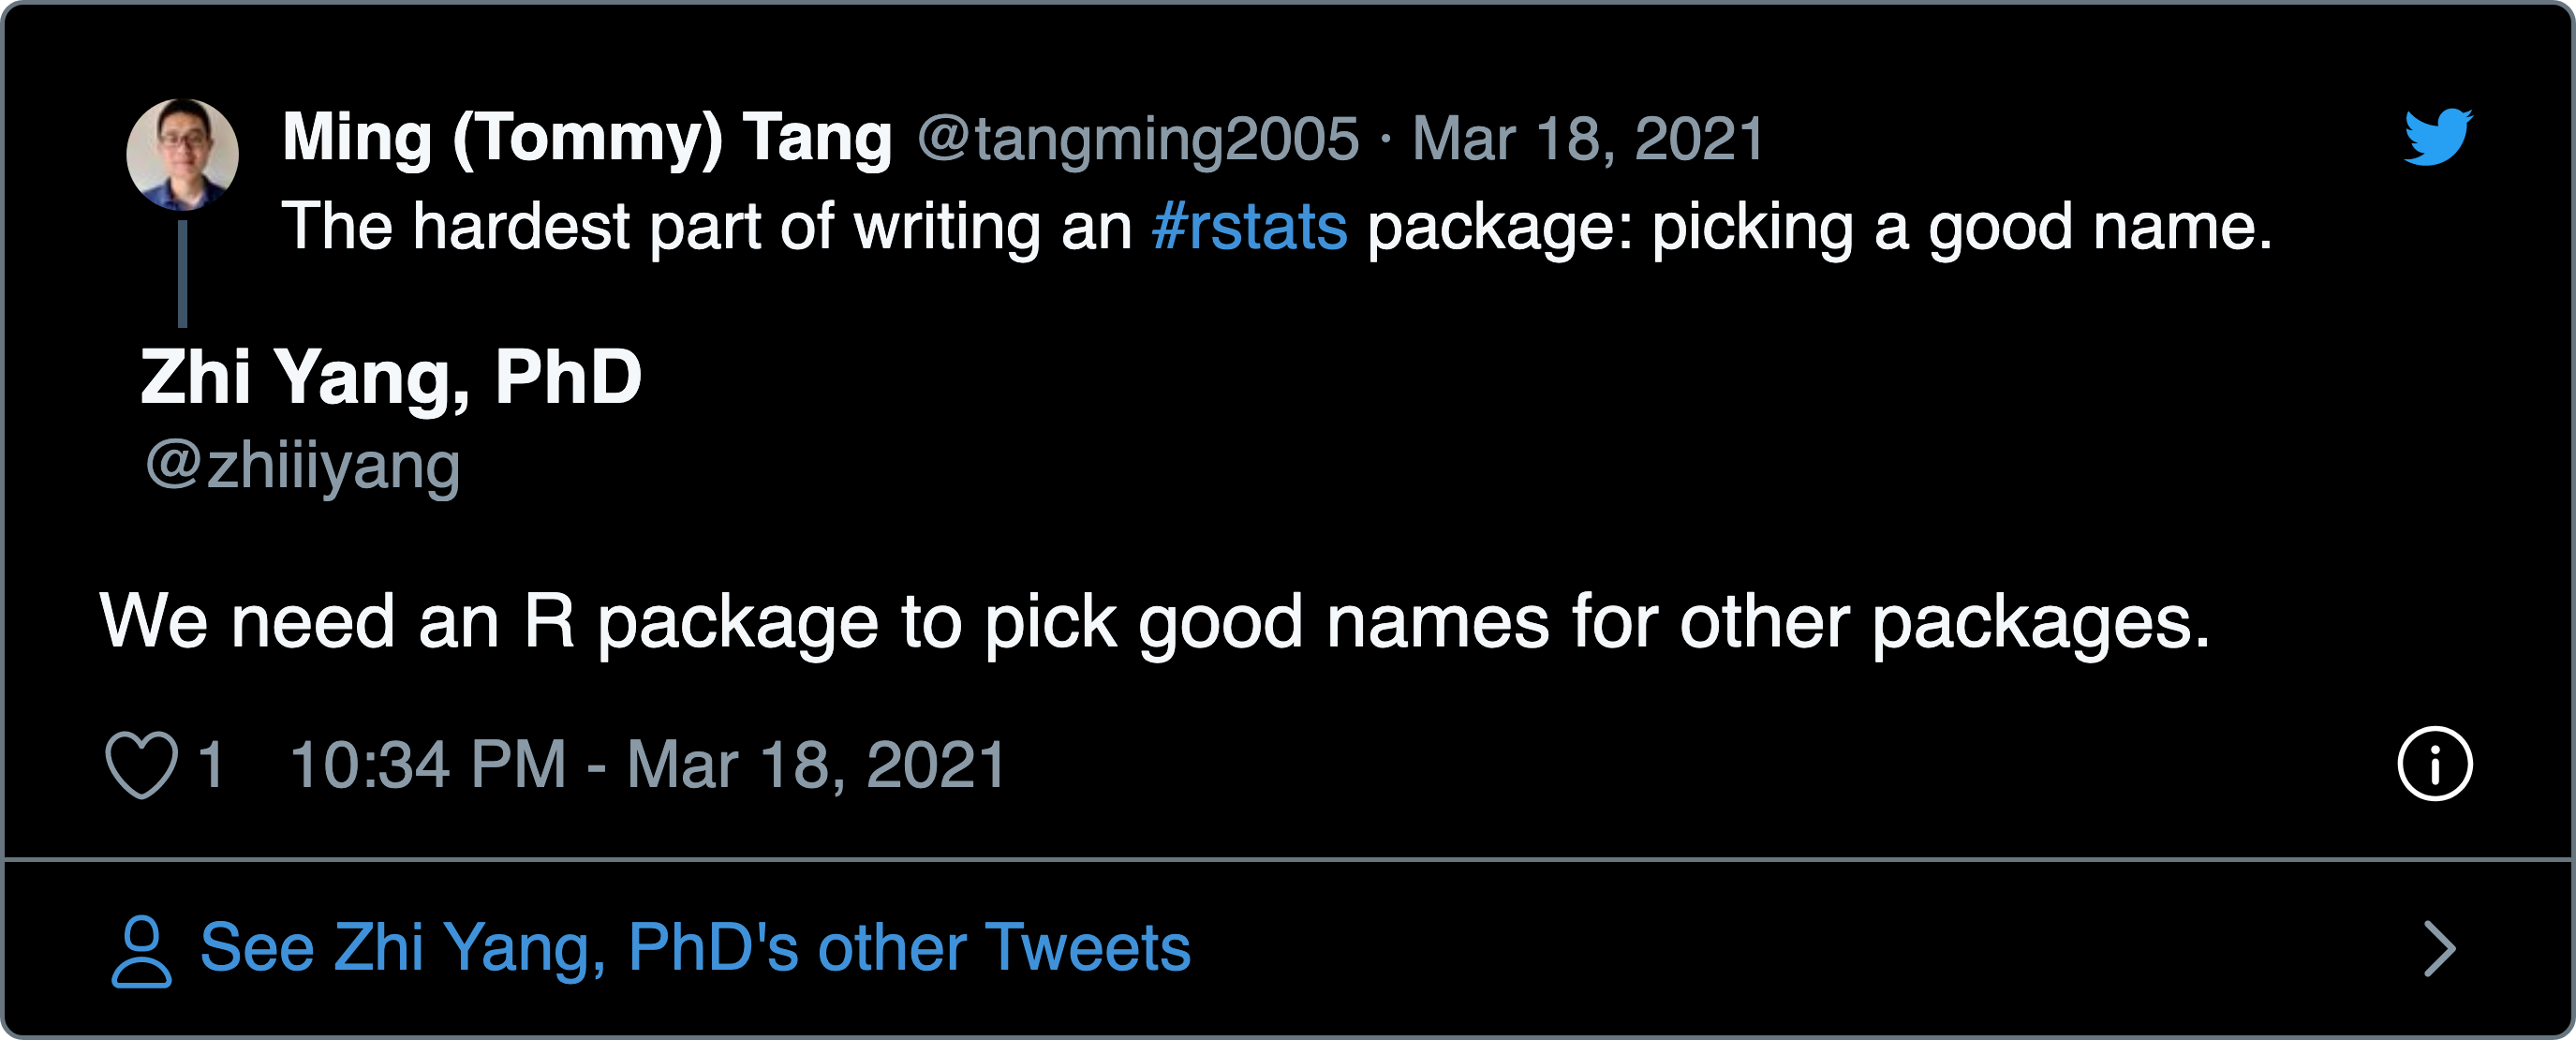 Ming (Tommy) Tang @tangming2005 · Mar 18, 2021
The hardest part of writing an #rstats package: picking a good name.
Zhi Yang, PhD
@zhiiiyang
We need an R package to pick good names for other packages.
1 10:34 PM - Mar 18, 2021
See Zhi Yang, PhD's other Tweets